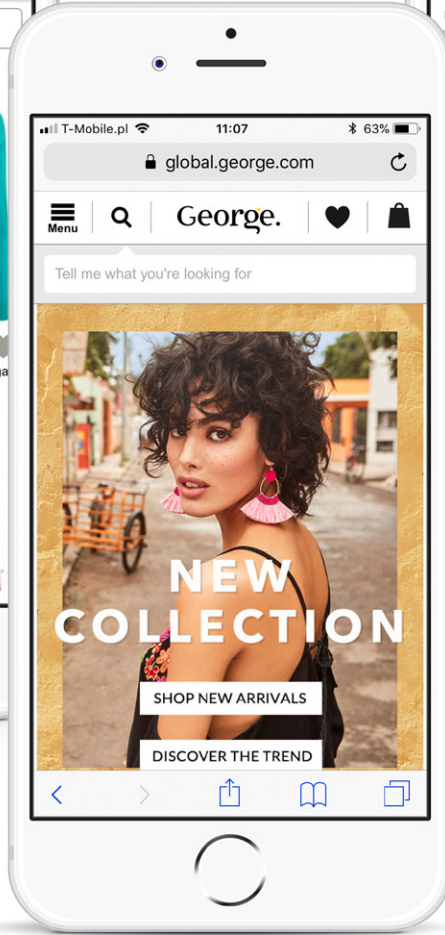 T-Mobile.pl
11:07
63%
global.george.com
Menu
George.
Tell me what you're looking for
NEW
COLLECTION
SHOP NEW ARRIVALS
DISCOVER THE TREND